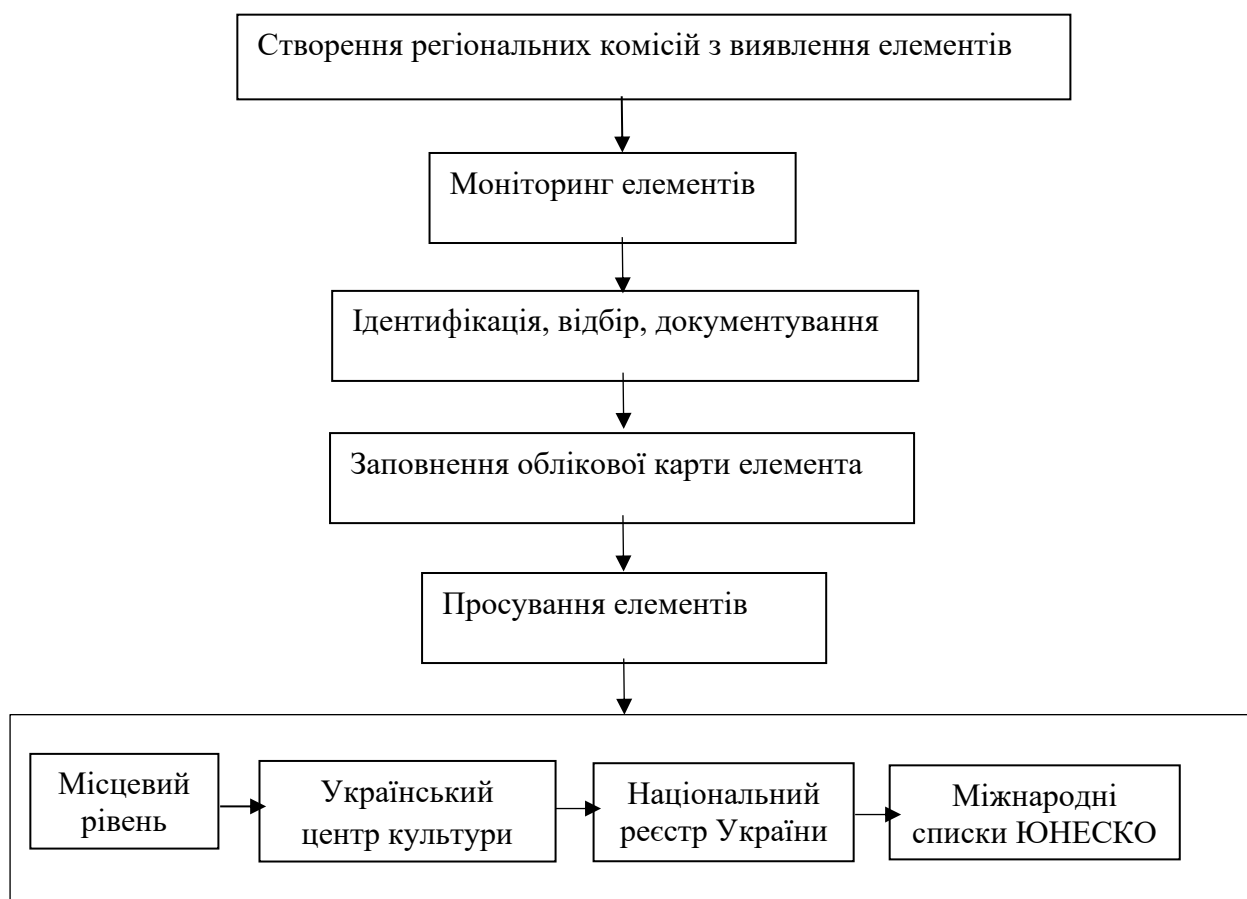 Створення регіональних комісій з виявлення елементів
Моніторинг елементів
Ідентифікація, відбір, документування
Заповнення облікової карти елемента
Просування елементів
Місцевий
рівень
Український
центр культури
Національний
реєстр України
Міжнародні
списки ЮНЕСКО